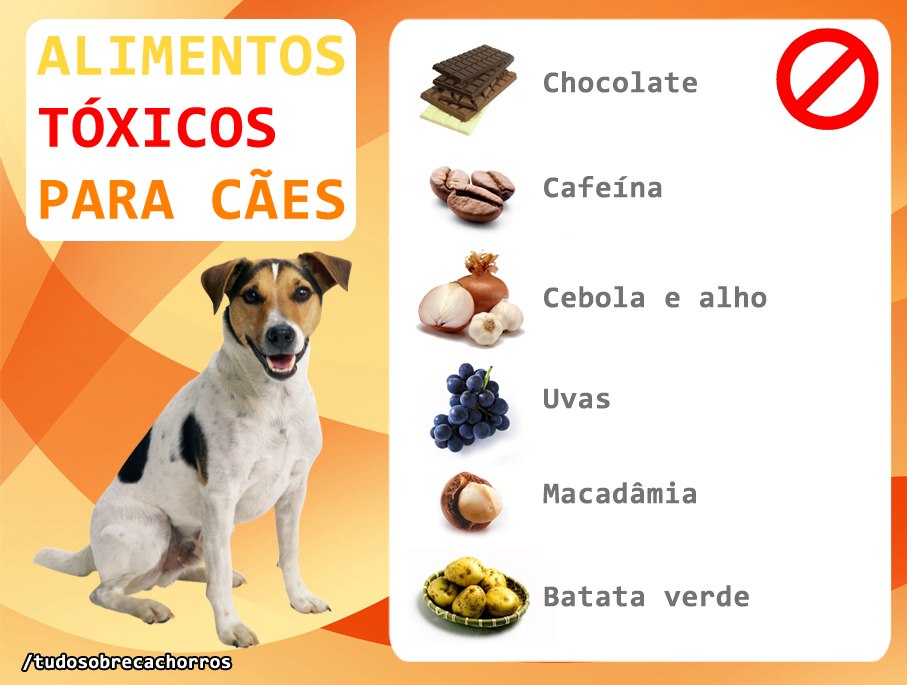 ALIMENTOS
TÓXICOS
PARA CÃES
Chocolate
Cafeína
Cebola e alho
Uvas
Macadâmia
Batata verde
/tudosobrecachorros